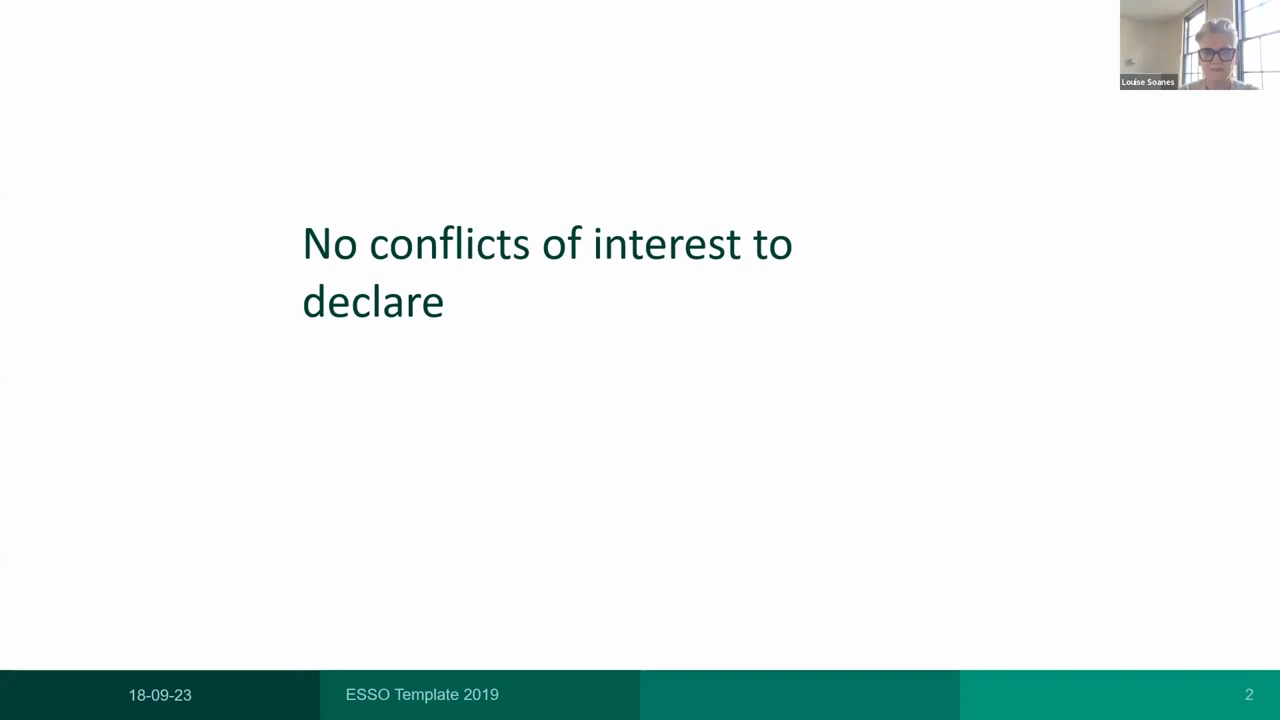 Louise Soanes
No conflicts of interest to
declare
18-09-23
ESSO Template 2019
2